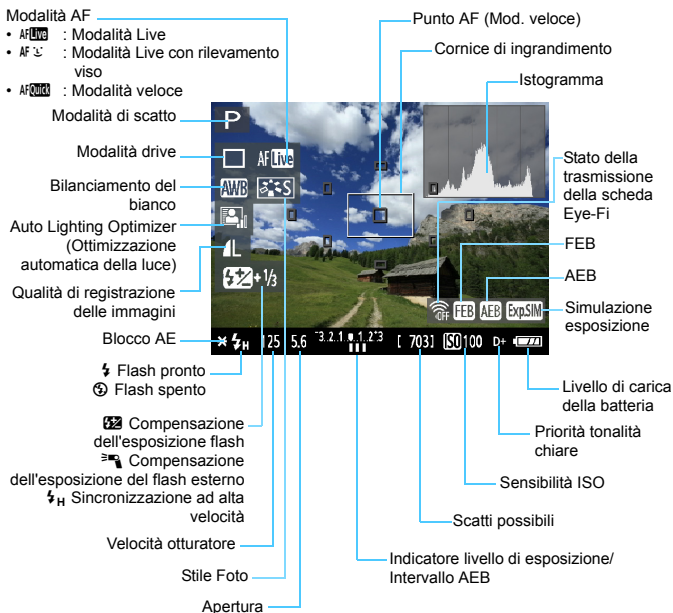 Modalità AF
• AF Live : Modalità Live
• AF : Modalità Live con rilevamento
viso
• AF Quick : Modalità veloce
Modalità di scatto
Modalità drive
Bilanciamento del
bianco
Auto Lighting Optimizer
(Ottimizzazione
automatica della luce)
Qualità di registrazione
delle immagini
Blocco AE
Flash pronto
Flash spento
Compensazione
dell'esposizione flash
Compensazione
dell'esposizione del flash esterno
H Sincronizzazione ad alta
velocità
Velocità otturatore
Stile Foto
Apertura
Punto AF (Mod. veloce)
Cornice di ingrandimento
Istogramma
Stato della
trasmissione
della scheda
Eye-Fi
FEB
AEB
Simulazione
esposizione
Livello di carica
della batteria
Priorità tonalità
chiare
Sensibilità ISO
Scatti possibili
Indicatore livello di esposizione/
Intervallo AEB
P
AF Live
AWB S
L
+1/3
OFF FEB AEB Exp.SIM
H 125 5.6 -3..2..1..0..1..2+3 [ 703] ISO 100 D+